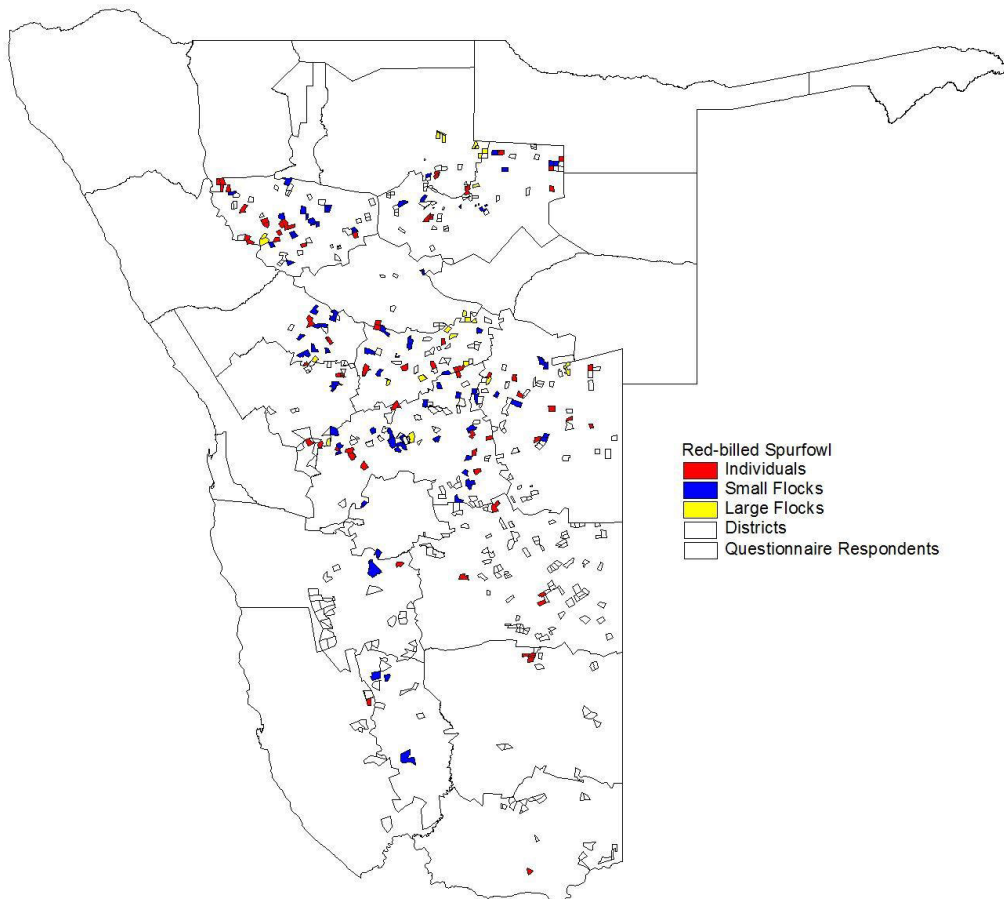 Red-billed Spurfowl
Individuals
Small Flocks
Large Flocks
Districts
Questionnaire Respondents